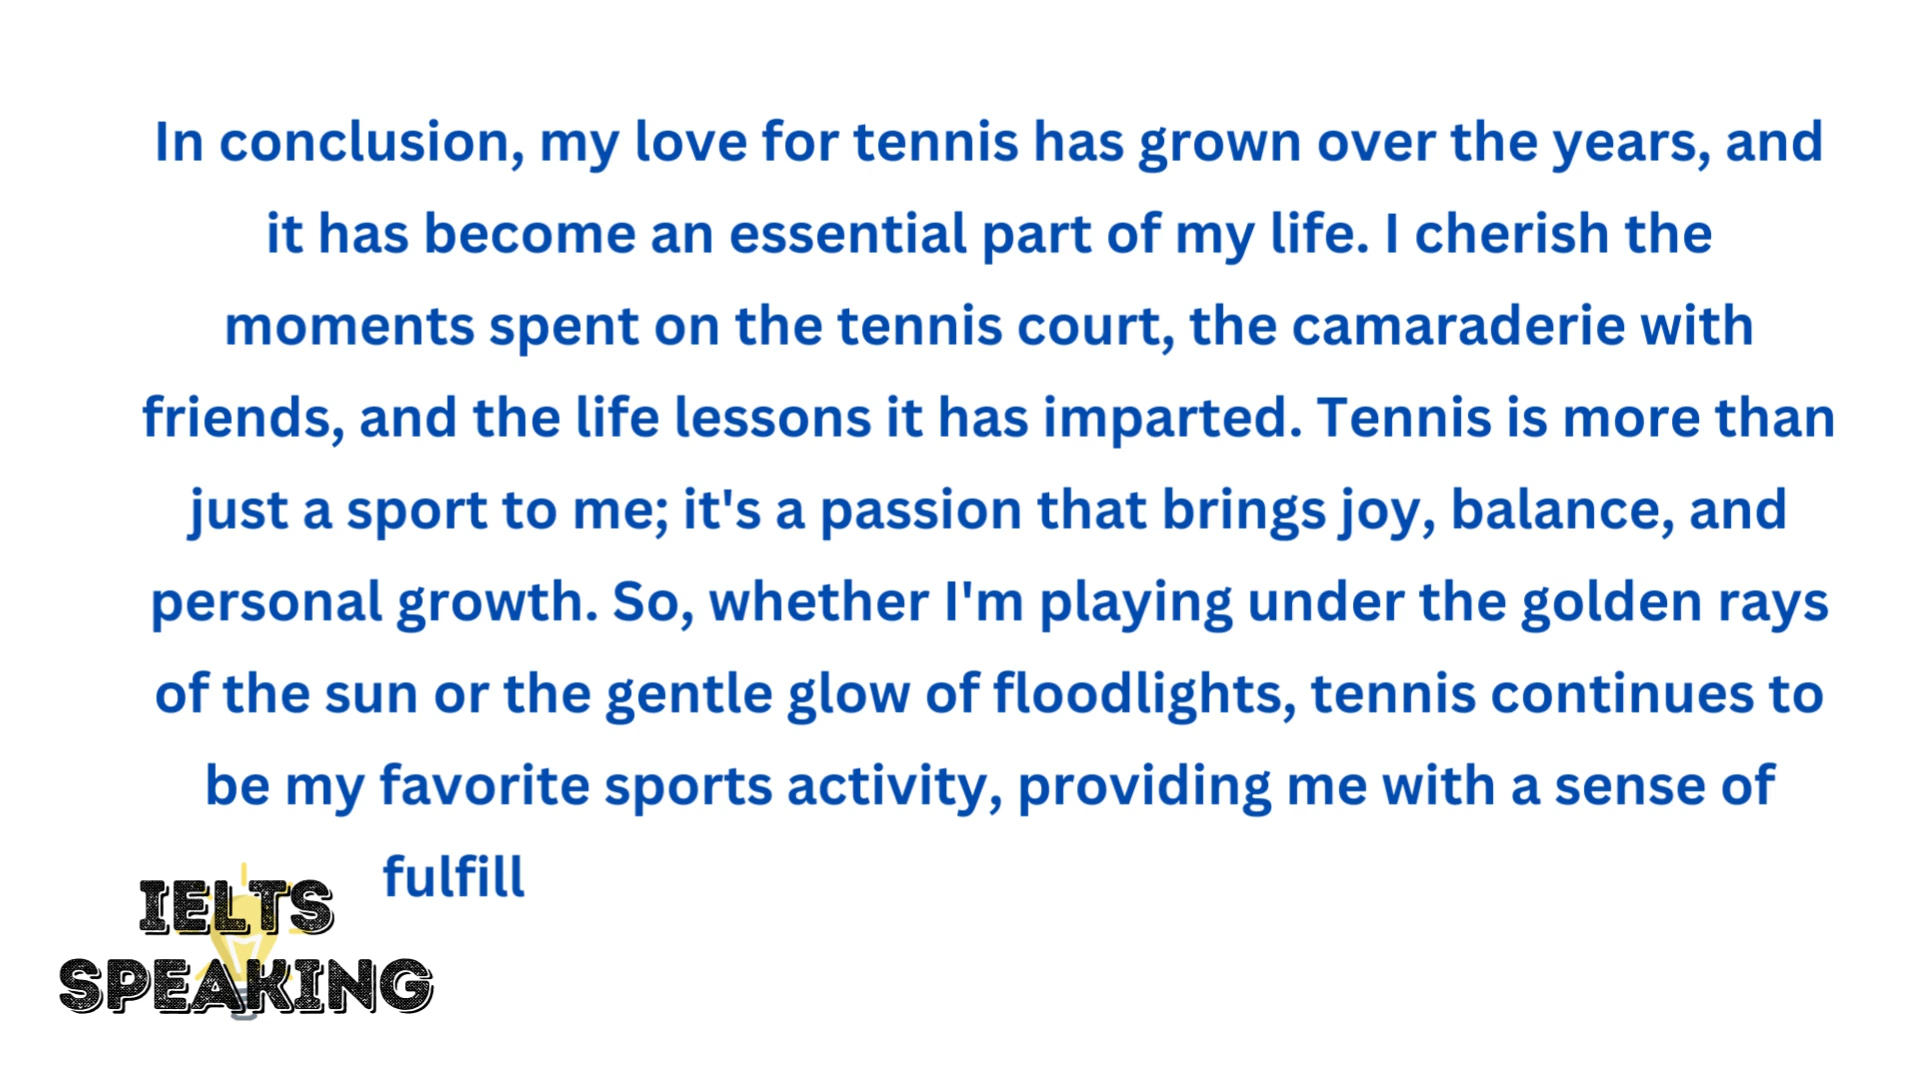 In conclusion, my love for tennis has grown over the years, and
it has become an essential part of my life. I cherish the
moments spent on the tennis court, the camaraderie with
friends, and the life lessons it has imparted. Tennis is more than
just a sport to me; it's a passion that brings joy, balance, and
personal growth. So, whether I'm playing under the golden rays
of the sun or the gentle glow of floodlights, tennis continues to
be my favorite sports activity, providing me with a sense of
fulfill
IELTS
SPEAKING